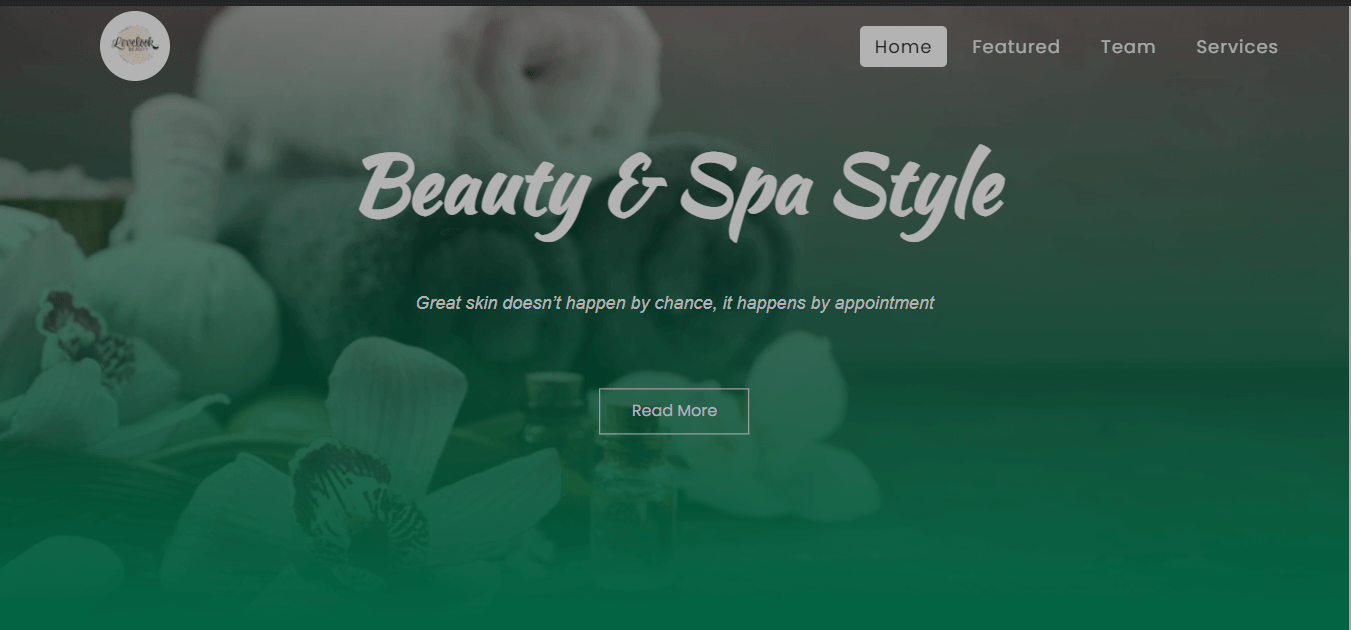 Lovelook
BEAUTY
Home
Featured
Team
Services
Beauty & Spa Style
Great skin doesn’t happen by chance, it happens by appointment
Read More